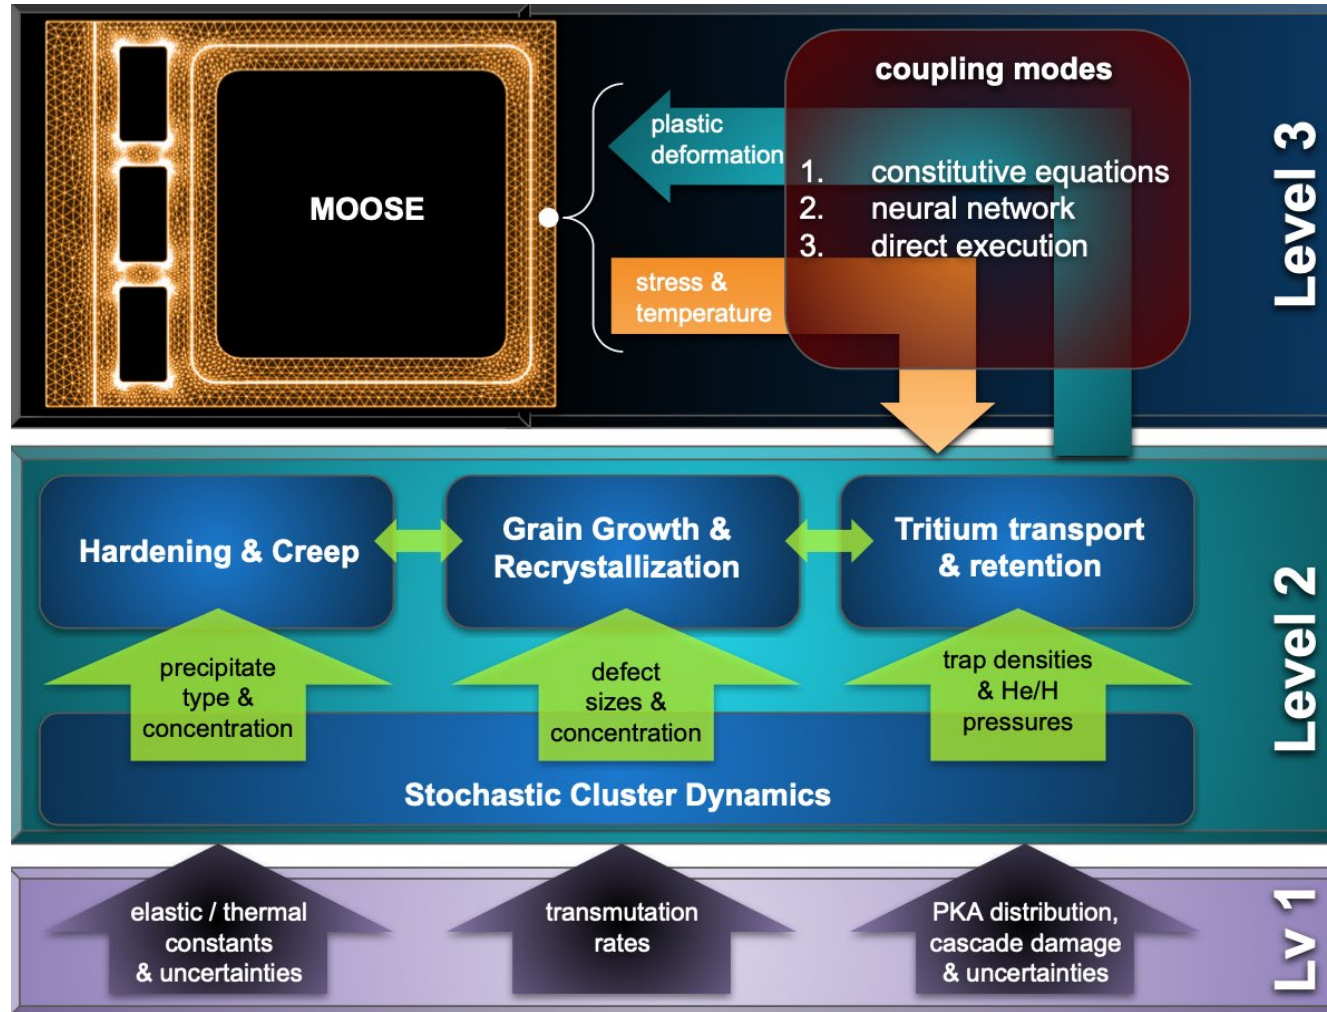 MOOSE
coupling modes
plastic
deformation
1. constitutive equations
2. neural network
3. direct execution
stress &
temperature
Level 3
Hardening & Creep
Grain Growth &
Recrystallization
Tritium transport
& retention
precipitate
type &
concentration
defect
sizes &
concentration
trap densities
& He/H
pressures
Stochastic Cluster Dynamics
Level 2
elastic / thermal
constants
& uncertainties
transmutation
rates
PKA distribution,
cascade damage
& uncertainties
Lv 1